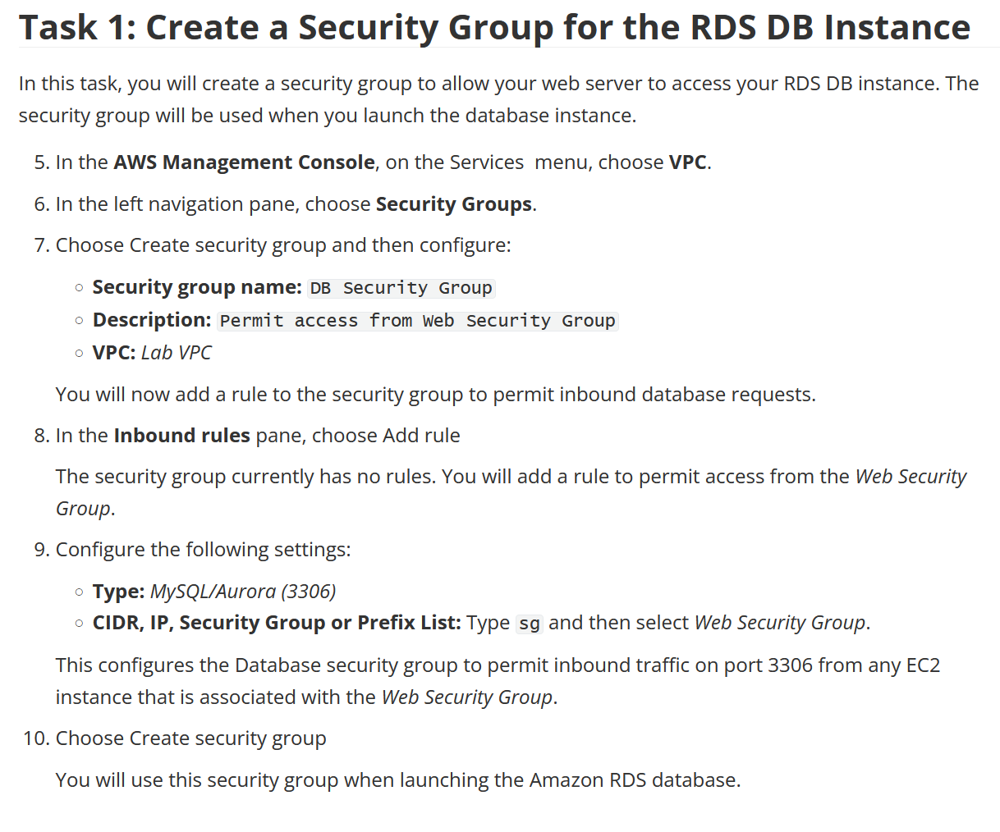 Task 1: Create a Security Group for the RDS DB Instance
In this task, you will create a security group to allow your web server to access your RDS DB instance. The
security group will be used when you launch the database instance.
5. In the AWS Management Console, on the Services  menu, choose VPC.
6. In the left navigation pane, choose Security Groups.
7. Choose Create security group and then configure:
◦ Security group name: DB Security Group
◦ Description: Permit access from Web Security Group
◦ VPC: Lab VPC
You will now add a rule to the security group to permit inbound database requests.
8. In the Inbound rules pane, choose Add rule
The security group currently has no rules. You will add a rule to permit access from the Web Security
Group.
9. Configure the following settings:
◦ Type: MySQL/Aurora (3306)
◦ CIDR, IP, Security Group or Prefix List: Type sg and then select Web Security Group.
This configures the Database security group to permit inbound traffic on port 3306 from any EC2
instance that is associated with the Web Security Group.
10. Choose Create security group
You will use this security group when launching the Amazon RDS database.